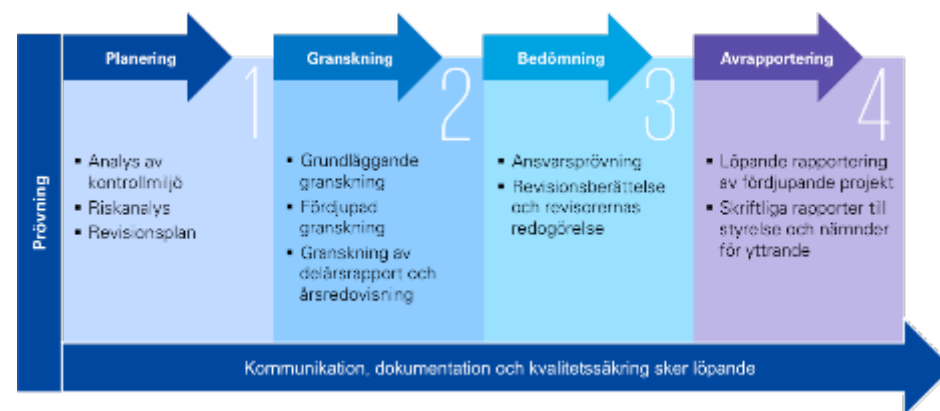 Prövning
Planering
1
▪ Analys av
kontrollmiljö
▪ Riskanalys
▪ Revisionsplan
Granskning
2
▪ Grundläggande
granskning
▪ Fördjupad
granskning
▪ Granskning av
delårsrapport och
årsredovisning
Bedömning
3
▪ Ansvarsprövning
▪ Revisionsberättelse
och revisorernas
redogörelse
Avrapportering
4
▪ Löpande rapportering
av fördjupande projekt
▪ Skriftliga rapporter till
styrelse och nämnder
för yttrande
Kommunikation, dokumentation och kvalitetssäkring sker löpande